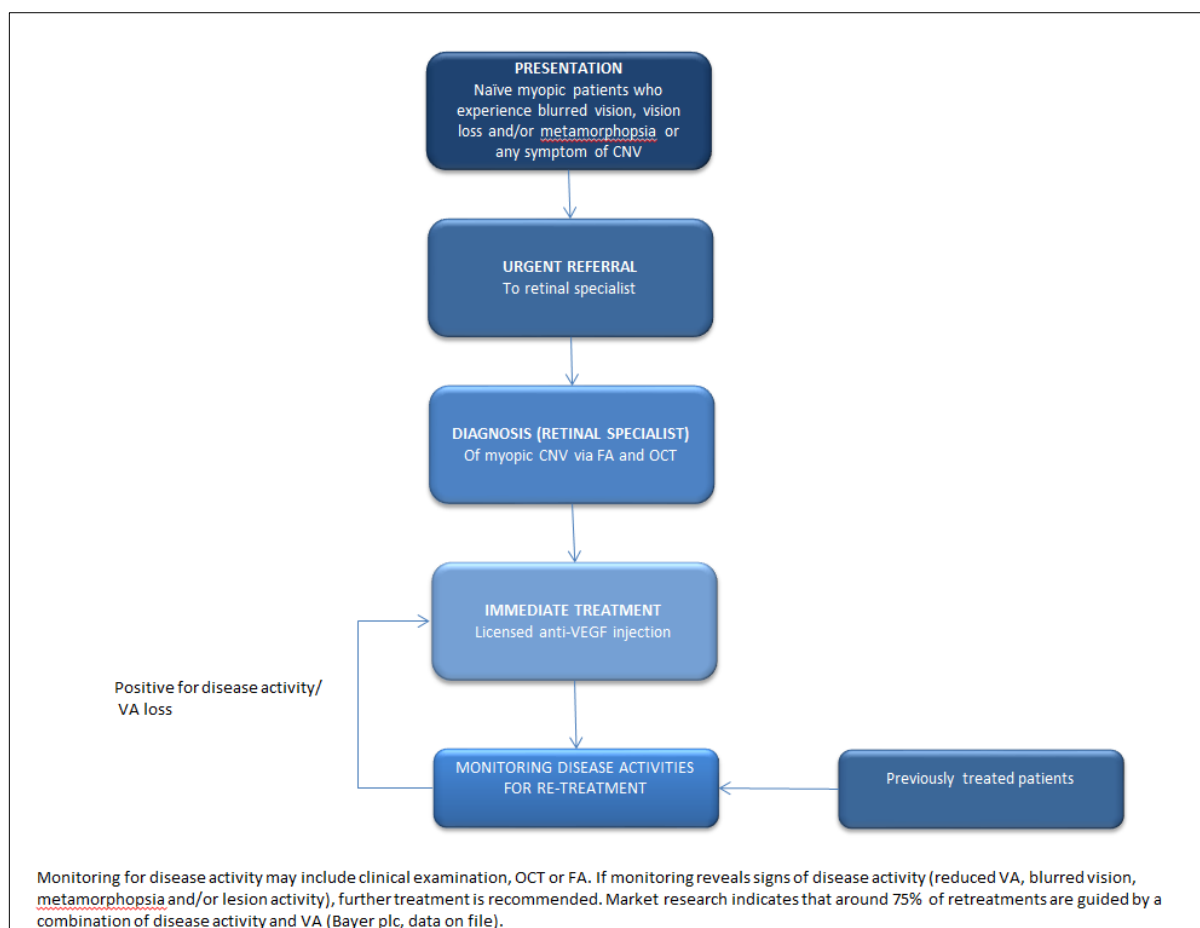 PRESENTATION
Naïve myopic patients who
experience blurred vision, vision
loss and/or metamorphopsia or
any symptom of CNV
URGENT REFERRAL
To retinal specialist
DIAGNOSIS (RETINAL SPECIALIST)
Of myopic CNV via FA and OCT
IMMEDIATE TREATMENT
Licensed anti-VEGF injection
Positive for disease activity/
VA loss
MONITORING DISEASE ACTIVITIES
FOR RE-TREATMENT
Previously treated patients
Monitoring for disease activity may include clinical examination, OCT or FA. If monitoring reveals signs of disease activity (reduced VA, blurred vision,
metamorphopsia and/or lesion activity), further treatment is recommended. Market research indicates that around 75% of retreatments are guided by a
combination of disease activity and VA (Bayer plc, data on file).